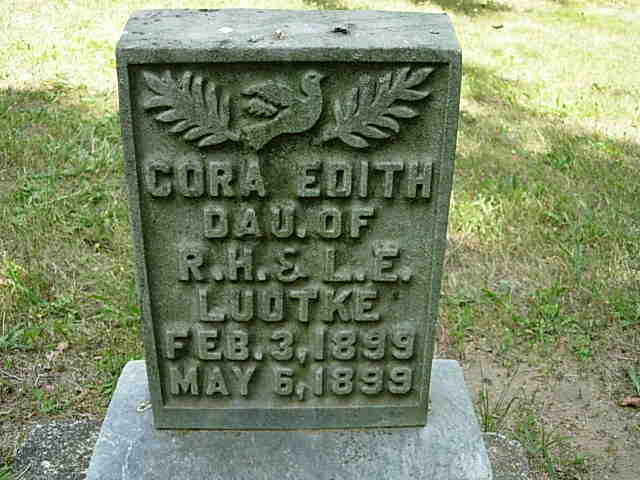 CORA EDITH
DAU. OF
R.H. & L.E.
LUDTKE
FEB. 3, 1899
MAY 6, 1899